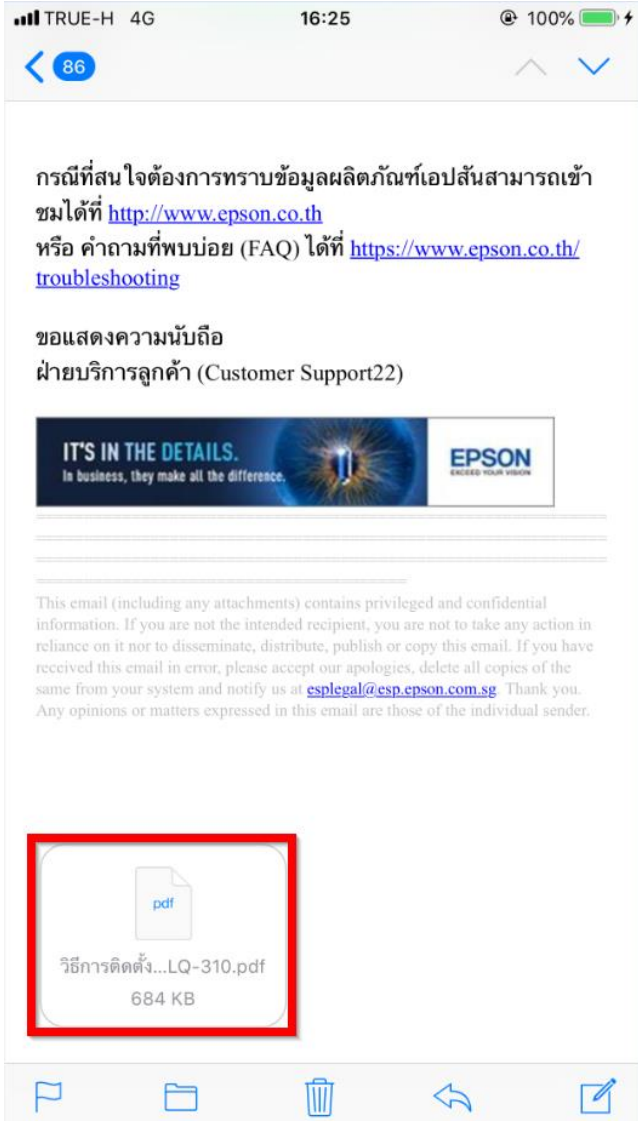 TRUE-H 4G 16:25 100%
86
กรณีที่สนใจต้องการทราบข้อมูลผลิตภัณฑ์เอปสันสามารถเข้า
ชมได้ที่ http://www.epson.co.th
หรือ คำถามที่พบบ่อย (FAQ) ได้ที่ https://www.epson.co.th/
troubleshooting
ขอแสดงความนับถือ
ฝ่ายบริการลูกค้า (Customer Support22)
IT'S IN THE DETAILS.
In business, they make all the difference.
EPSON
EXCEED YOUR VISION
This email (including any attachments) contains privileged and confidential
information. If you are not the intended recipient, you are not to take any action in
reliance on it nor to disseminate, distribute, publish or copy this email. If you have
received this email in error, please accept our apologies, delete all copies of the
same from your system and notify us at esplegal@esp.epson.com.sg. Thank you.
Any opinions or matters expressed in this email are those of the individual sender.
pdf
วิธีการติดตั้ง...LQ-310.pdf
684 KB